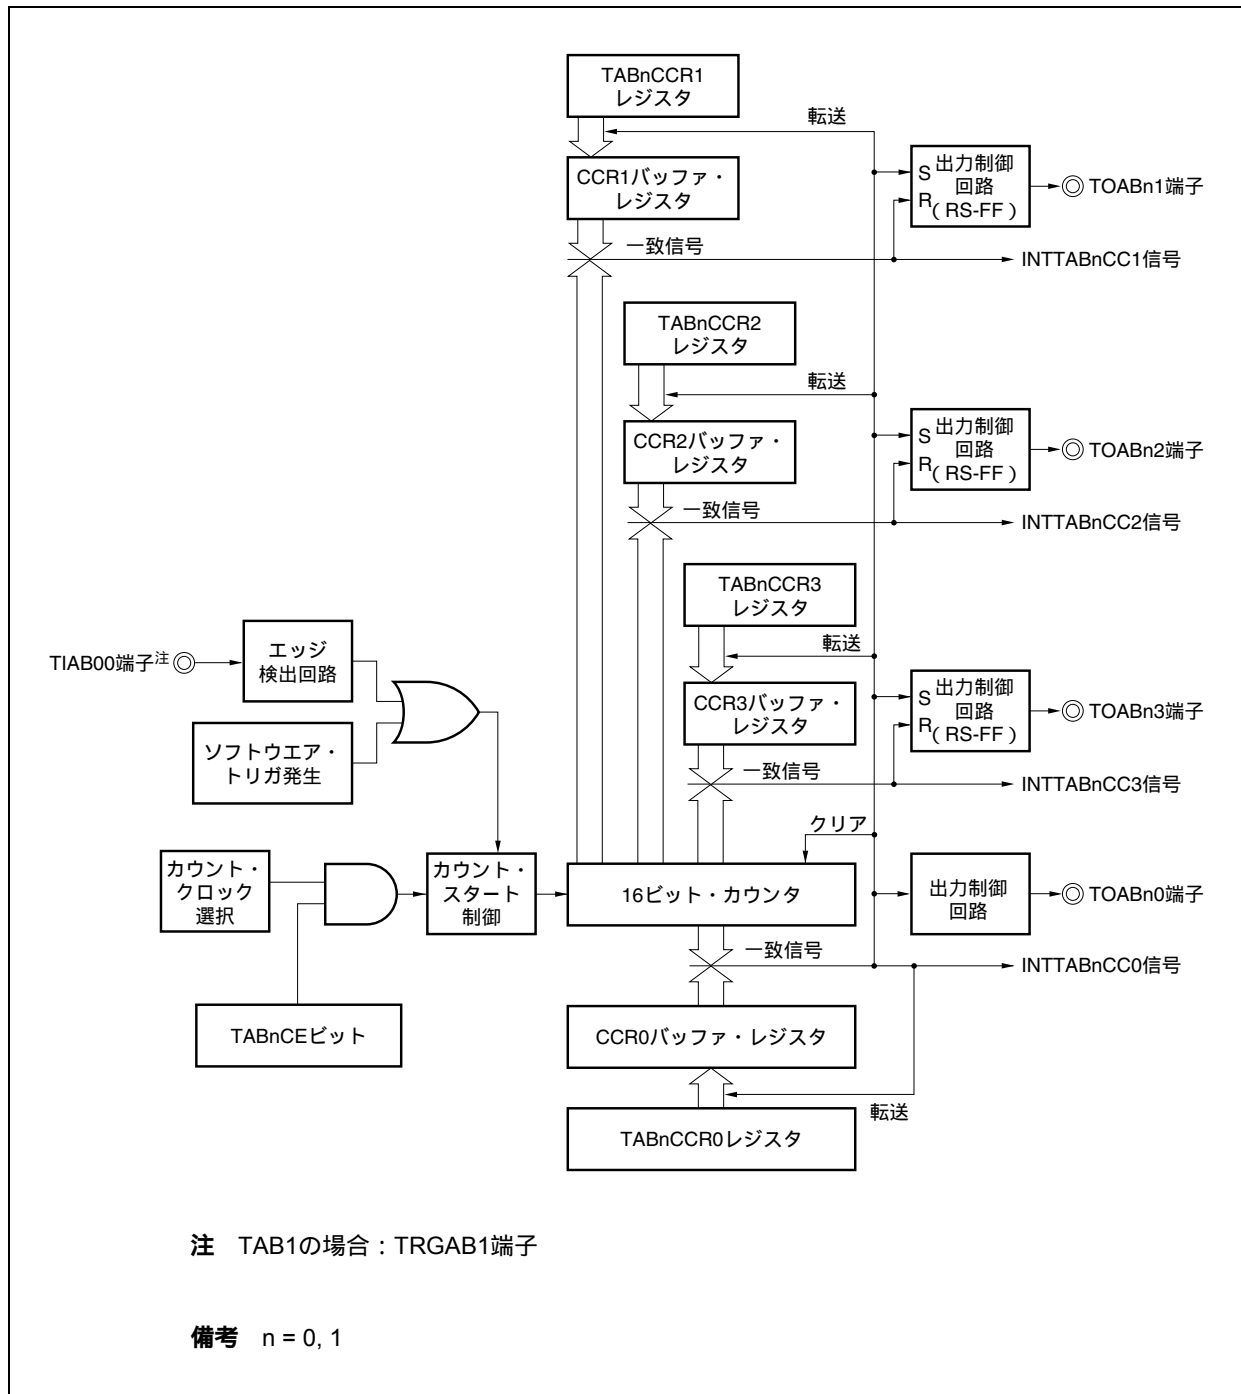 TABnCCR1
レジスタ
転送
CCR1バッファ・
レジスタ
S 出力制御
回路
R（RS-FF）
TOABn1端子
一致信号
INTTABnCC1信号
TABnCCR2
レジスタ
転送
CCR2バッファ・
レジスタ
S 出力制御
回路
R（RS-FF）
TOABn2端子
一致信号
INTTABnCC2信号
TABnCCR3
レジスタ
転送
TIAB00端子注
エッジ
検出回路
CCR3バッファ・
レジスタ
S 出力制御
回路
R（RS-FF）
TOABn3端子
ソフトウエア・
トリガ発生
一致信号
INTTABnCC3信号
クリア
カウント・
クロック
選択
カウント・
スタート
制御
16ビット・カウンタ
出力制御
回路
TOABn0端子
一致信号
INTTABnCC0信号
TABnCEビット
CCR0バッファ・レジスタ
転送
TABnCCR0レジスタ
注 TAB1の場合：TRGAB1端子
備考 n = 0, 1